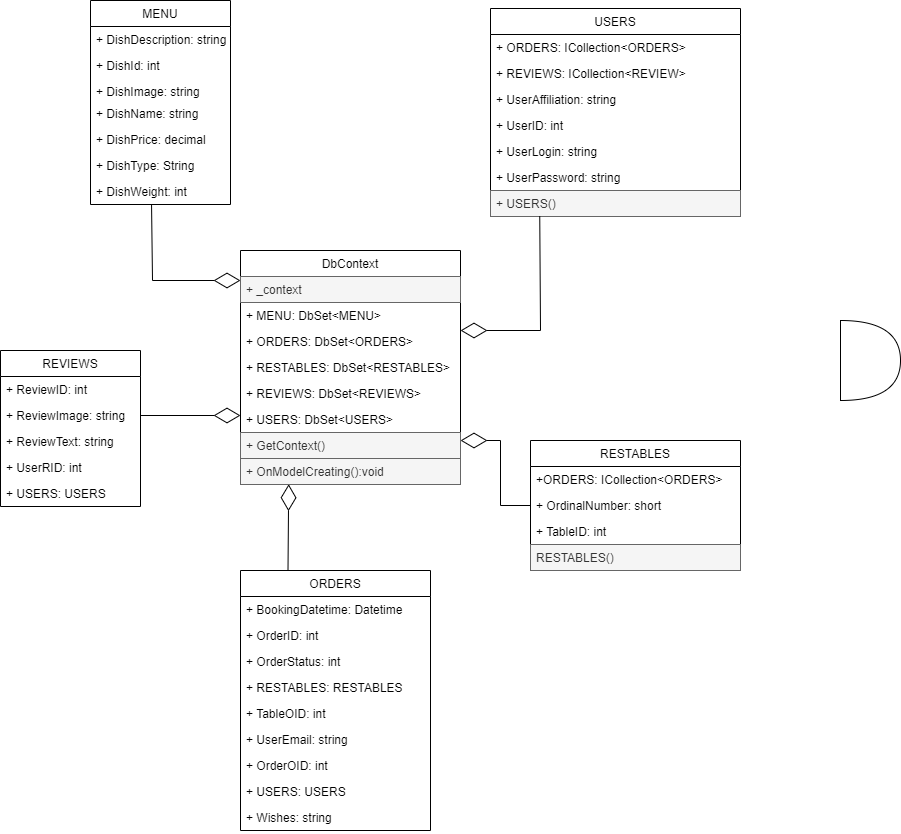 MENU
+ DishDescription: string
+ DishId: int
+ DishImage: string
+ DishName: string
+ DishPrice: decimal
+ DishType: String
+ DishWeight: int
USERS
+ ORDERS: ICollection<ORDERS>
+ REVIEWS: ICollection<REVIEW>
+ UserAffiliation: string
+ UserID: int
+ UserLogin: string
+ UserPassword: string
+ USERS()
DbContext
+ _context
+ MENU: DbSet<MENU>
+ ORDERS: DbSet<ORDERS>
+ RESTABLES: DbSet<RESTABLES>
+ REVIEWS: DbSet<REVIEWS>
+ USERS: DbSet<USERS>
+ GetContext()
+ OnModelCreating():void
REVIEWS
+ ReviewID: int
+ ReviewImage: string
+ ReviewText: string
+ UserRID: int
+ USERS: USERS
RESTABLES
+ORDERS: ICollection<ORDERS>
+ OrdinalNumber: short
+ TableID: int
RESTABLES()
ORDERS
+ BookingDatetime: Datetime
+ OrderID: int
+ OrderStatus: int
+ RESTABLES: RESTABLES
+ TableOID: int
+ UserEmail: string
+ OrderOID: int
+ USERS: USERS
+ Wishes: string